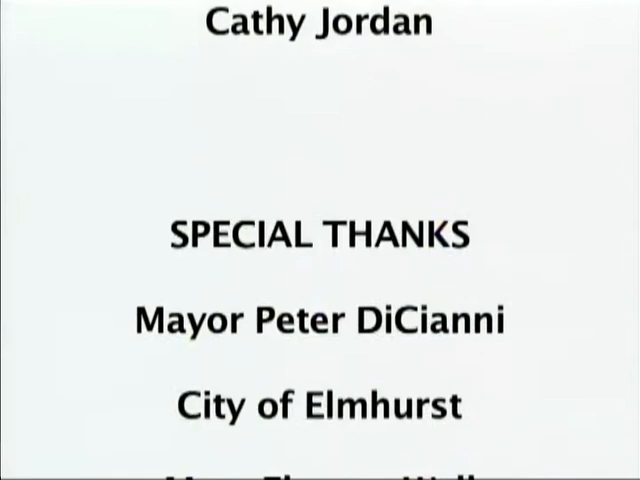 Cathy Jordan
SPECIAL THANKS
Mayor Peter DiCianni
City of Elmhurst